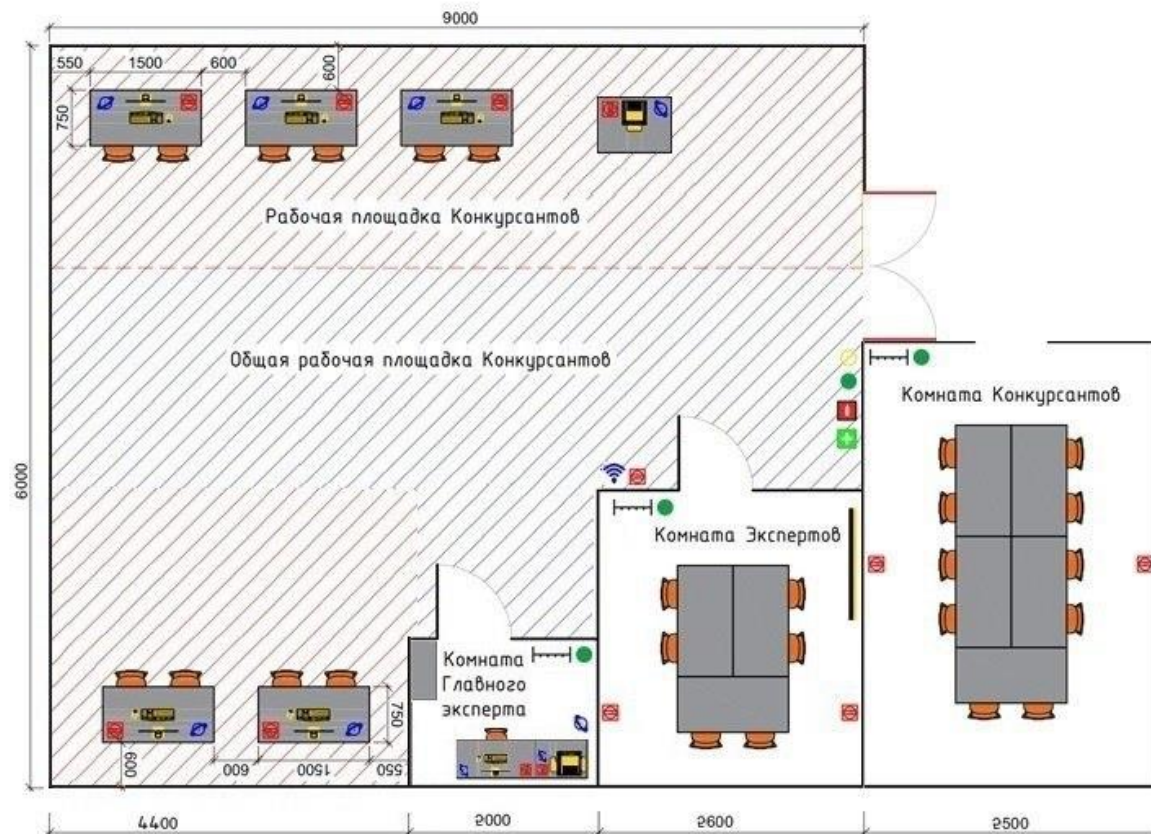 9000
550
1500
600
600
750
Рабочая площадка Конкурсантов
Общая рабочая площадка Конкурсантов
Комната Конкурсантов
6000
Комната Экспертов
Комната
Главного
эксперта
750
600
600
1500
550
4400
2000
2600
2500